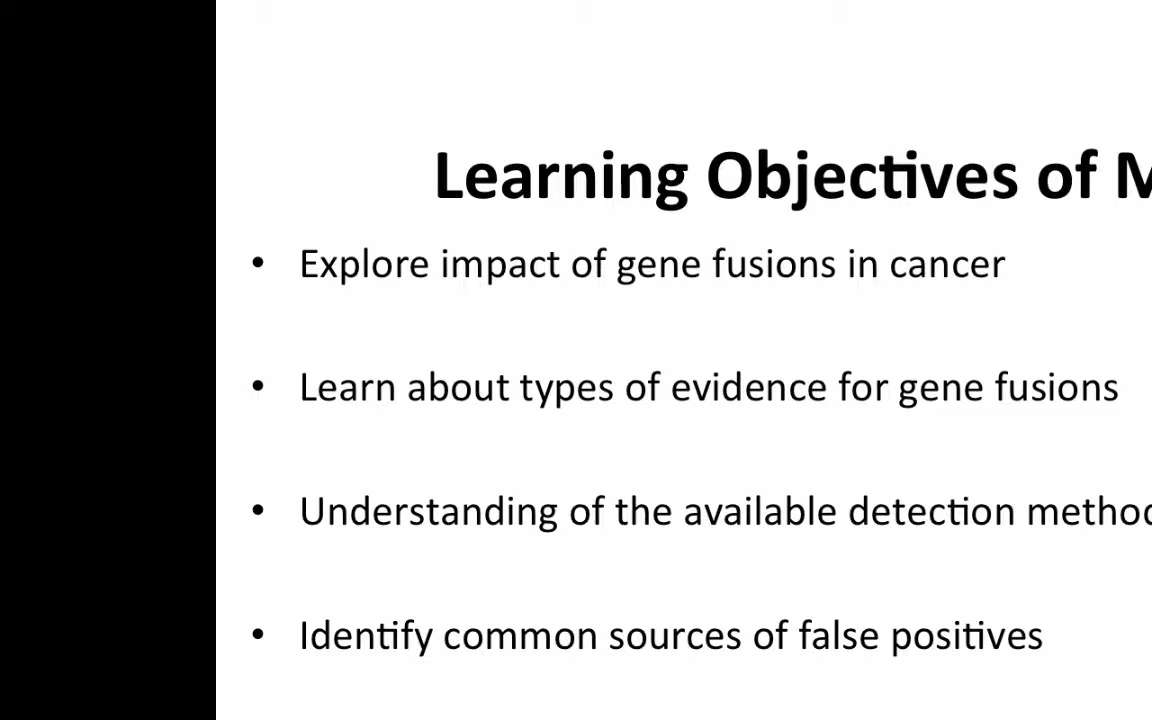 Learning Objectives of
• Explore impact of gene fusions in cancer
• Learn about types of evidence for gene fusions
• Understanding of the available detection
• Identify common sources of false positives